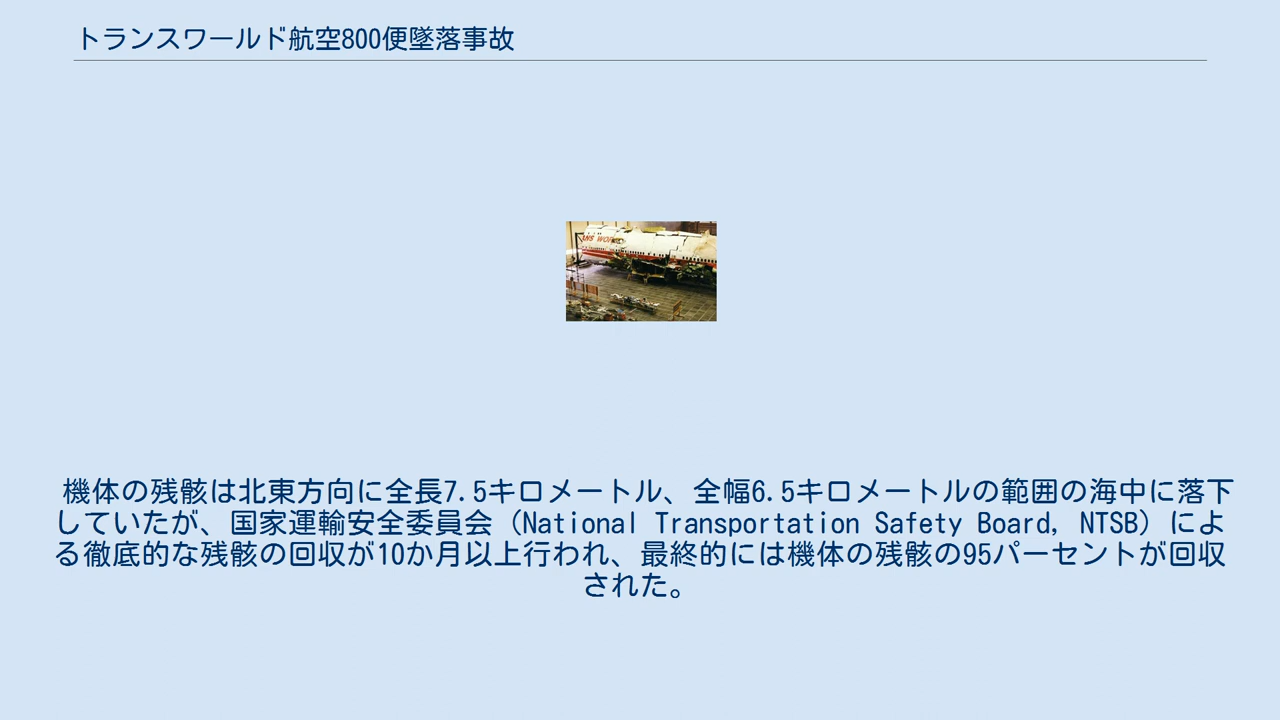 トランスワールド航空800便墜落事故
ANS WOR
機体の残骸は北東方向に全長7.5キロメートル、全幅6.5キロメートルの範囲の海中に落下
していたが、国家運輸安全委員会（National Transportation Safety Board, NTSB）によ
る徹底的な残骸の回収が10か月以上行われ、最終的には機体の残骸の95パーセントが回収
された。